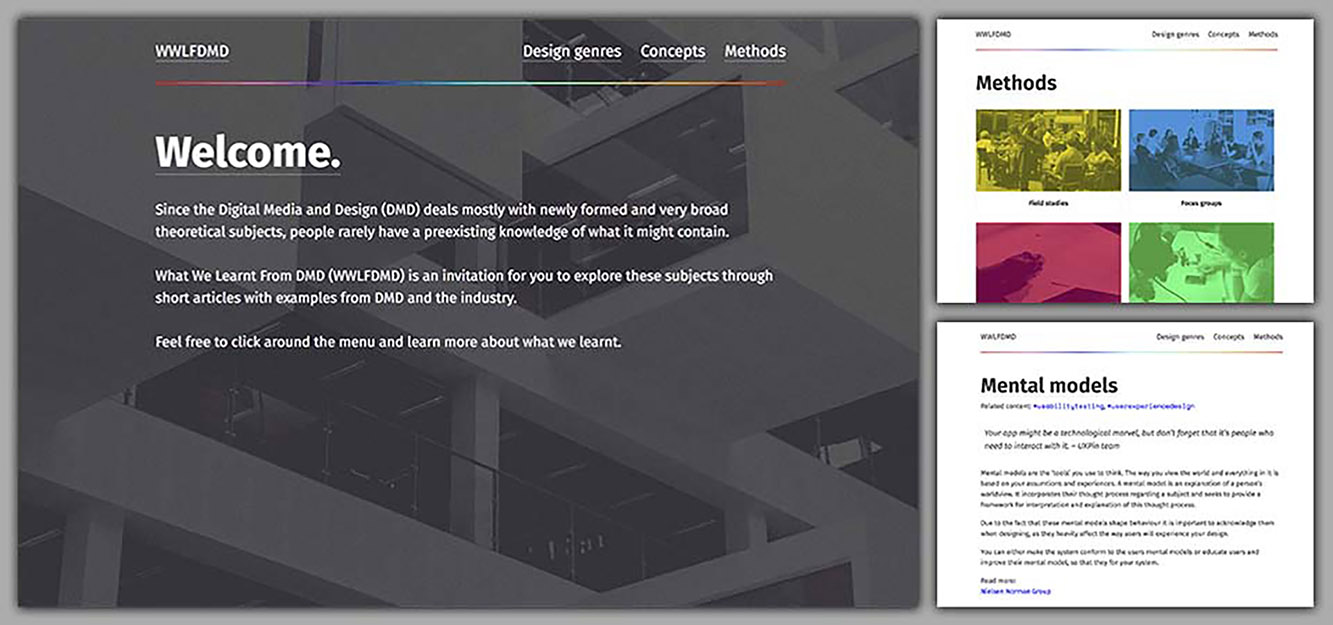 WWLFDMD
Design genres Concepts Methods
Welcome.
Since the Digital Media and Design (DMD) deals mostly with newly formed and very broad
theoretical subjects, people rarely have a preexisting knowledge of what it might contain.
What We Learnt From DMD (WWLFDMD) is an invitation for you to explore these subjects through
short articles with examples from DMD and the industry.
Feel free to click around the menu and learn more about what we learnt.
WWLFDMD
Design genres Concepts Methods
Methods
Field studies
Focus groups
WWLFDMD
Design genres Concepts Methods
Mental models
Related content: #usabilitytesting, #userexperiencedesign
Your app might be a technological marvel, but don't forget that it's people who
need to interact with it. – UXPin team
Mental models are the 'tools' you use to think. The way you view the world and everything in it is
based on your assumtions and experiences. A mental model is an explanation of a person's
worldview. It incorporates their thought process regarding a subject and seeks to provide a
framework for interpretation and explanation of this thought process.
Due to the fact that these mental models shape behaviour it is important to acknowledge them
when designing, as they heavily affect the way users will experience your design.
You can either make the system conform to the users mental models or educate users and
improve their mental model, so that they for your system.
Read more:
Nielsen Norman Group